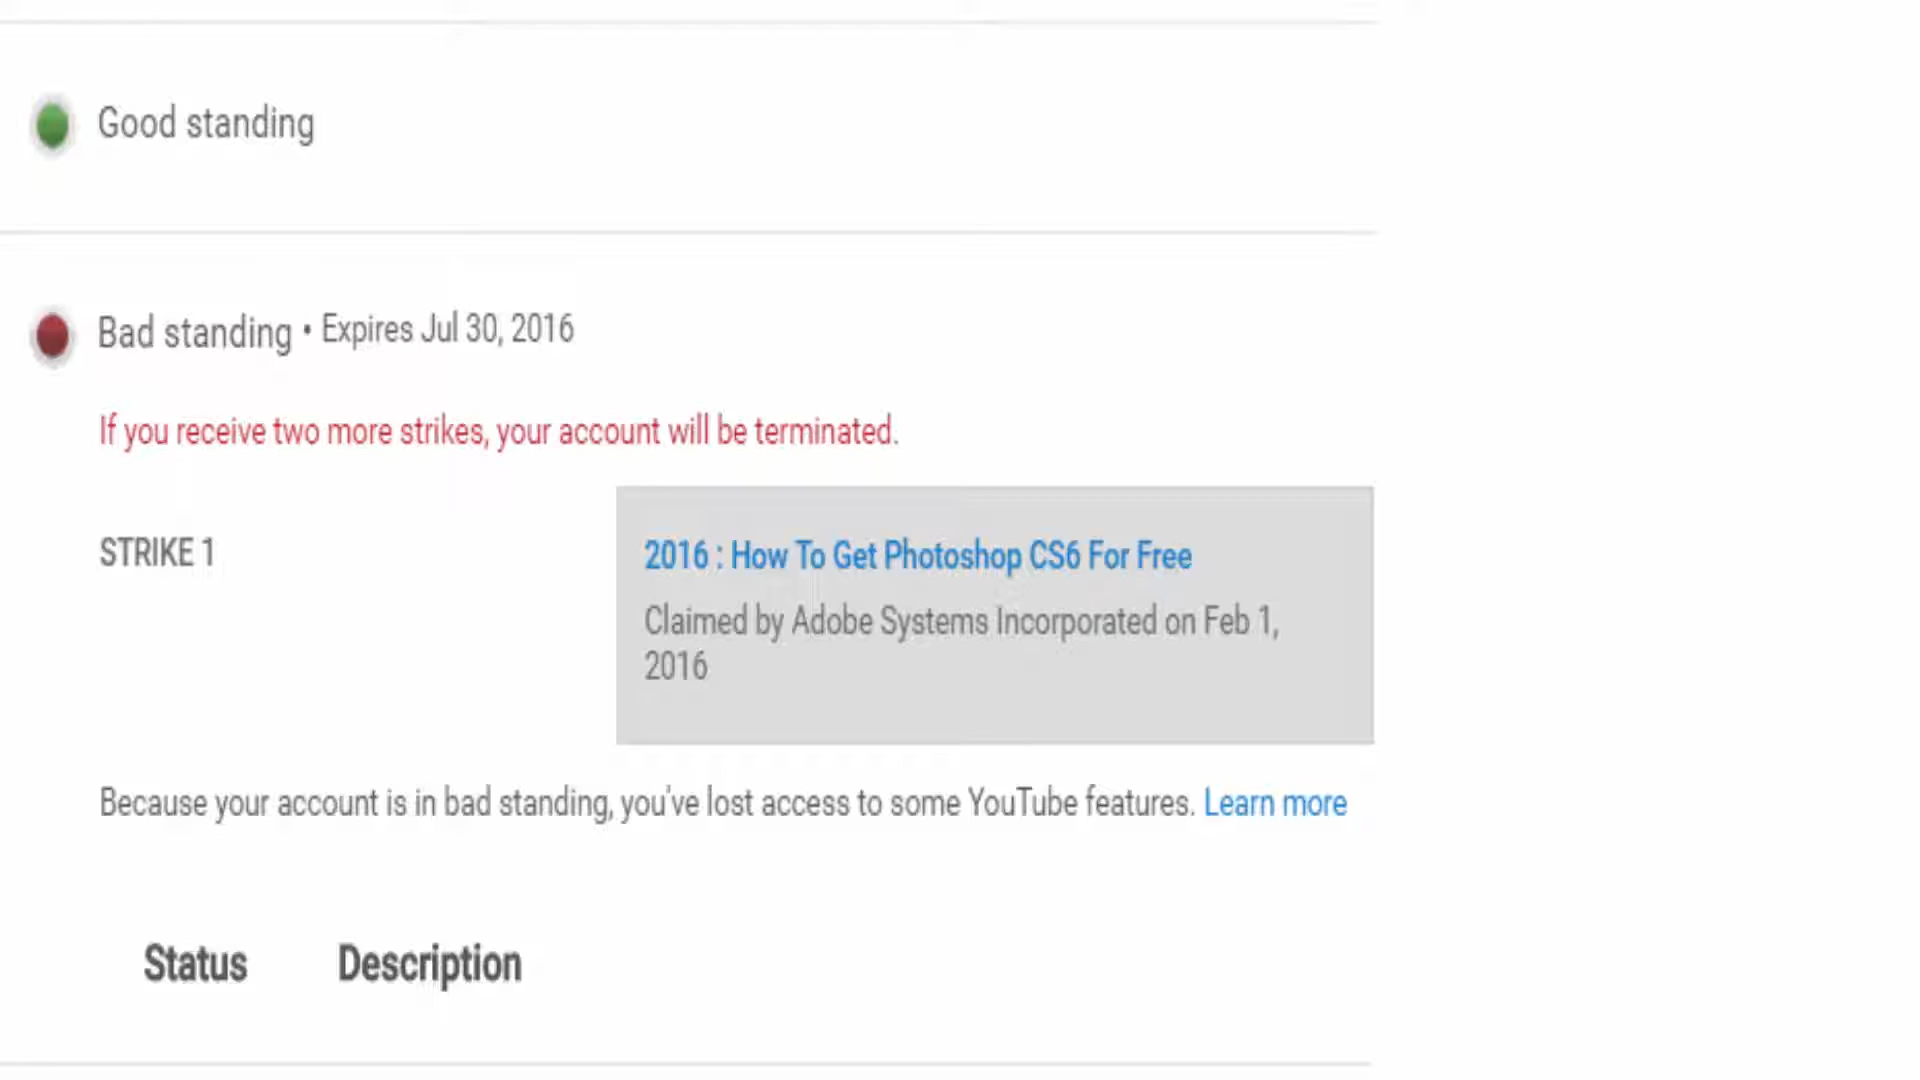 Good standing
Bad standing • Expires Jul 30, 2016
If you receive two more strikes, your account will be terminated.
STRIKE 1
2016 : How To Get Photoshop CS6 For Free
Claimed by Adobe Systems Incorporated on Feb 1,
2016
Because your account is in bad standing, you've lost access to some YouTube features. Learn more
Status Description